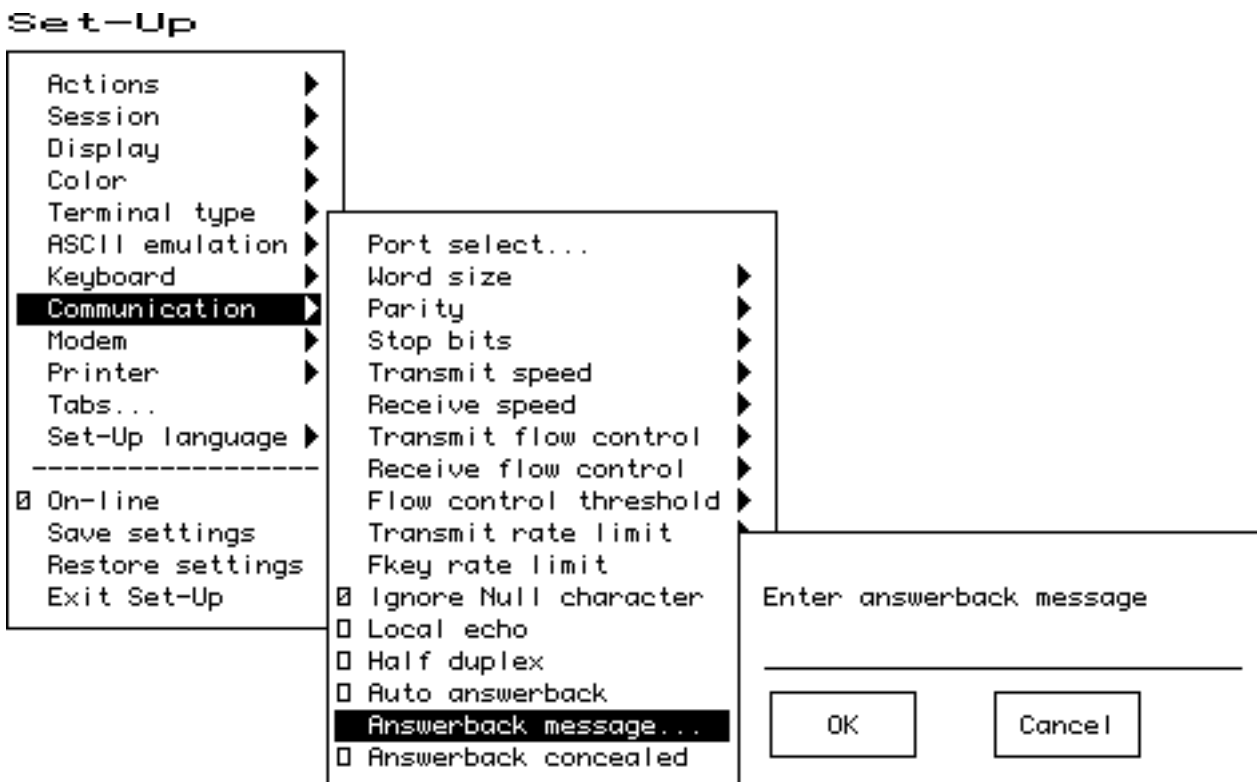 Set-Up
Actions
Session
Display
Color
Terminal type
ASCII emulation
Keyboard
Communication
Modem
Printer
Tabs...
Set-Up language
On-line
Save settings
Restore settings
Exit Set-Up
Port select...
Word size
Parity
Stop bits
Transmit speed
Receive speed
Transmit flow control
Receive flow control
Flow control threshold
Transmit rate limit
Fkey rate limit
Ignore Null character
Local echo
Half duplex
Auto answerback
Answerback message...
Answerback concealed
Enter answerback message
OK
Cancel